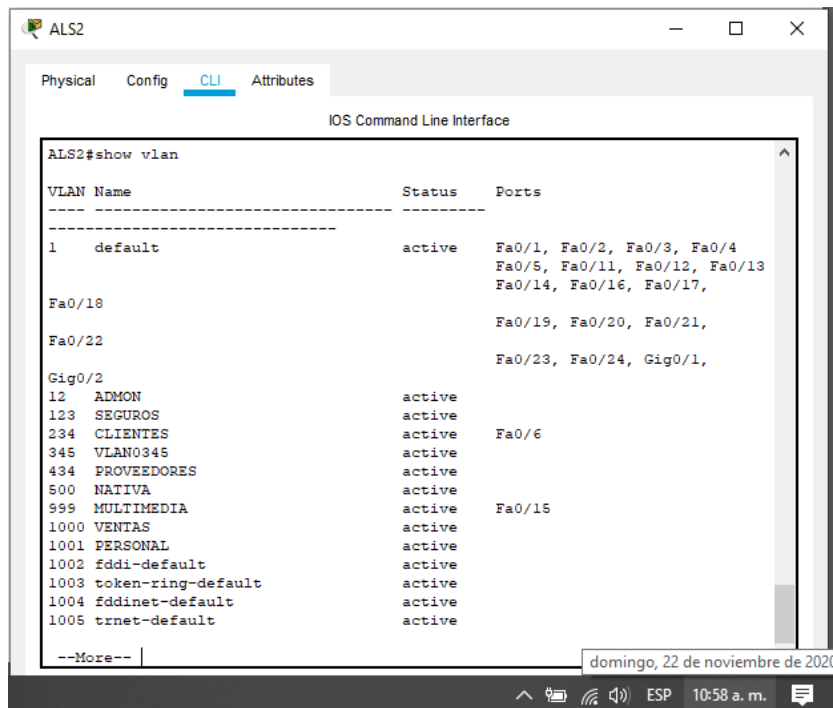 ALS2
Physical Config CLI Attributes
IOS Command Line Interface
ALS2#show vlan
VLAN Name Status Ports
---- -------------------------------- ---------
-------------------------------
1 default active Fa0/1, Fa0/2, Fa0/3, Fa0/4
Fa0/5, Fa0/11, Fa0/12, Fa0/13
Fa0/14, Fa0/16, Fa0/17,
Fa0/18
Fa0/19, Fa0/20, Fa0/21,
Fa0/22
Fa0/23, Fa0/24, Gig0/1,
Gig0/2
12 ADMON active
123 SEGUROS active
234 CLIENTES active Fa0/6
345 VLAN0345 active
434 PROVEEDORES active
500 NATIVA active
999 MULTIMEDIA active Fa0/15
1000 VENTAS active
1001 PERSONAL active
1002 fddi-default active
1003 token-ring-default active
1004 fddinet-default active
1005 trnet-default active
--More--
domingo, 22 de noviembre de 2020
ESP 10:58 a. m.